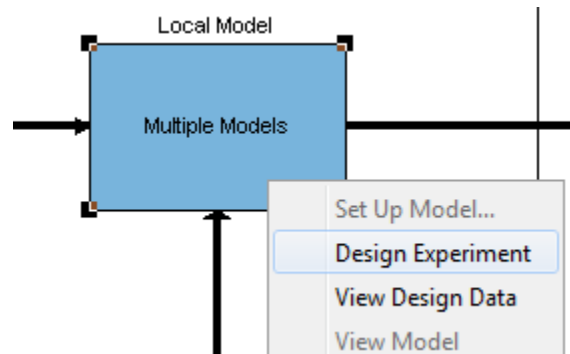 Local Model
Multiple Models
Set Up Model...
Design Experiment
View Design Data
View Model